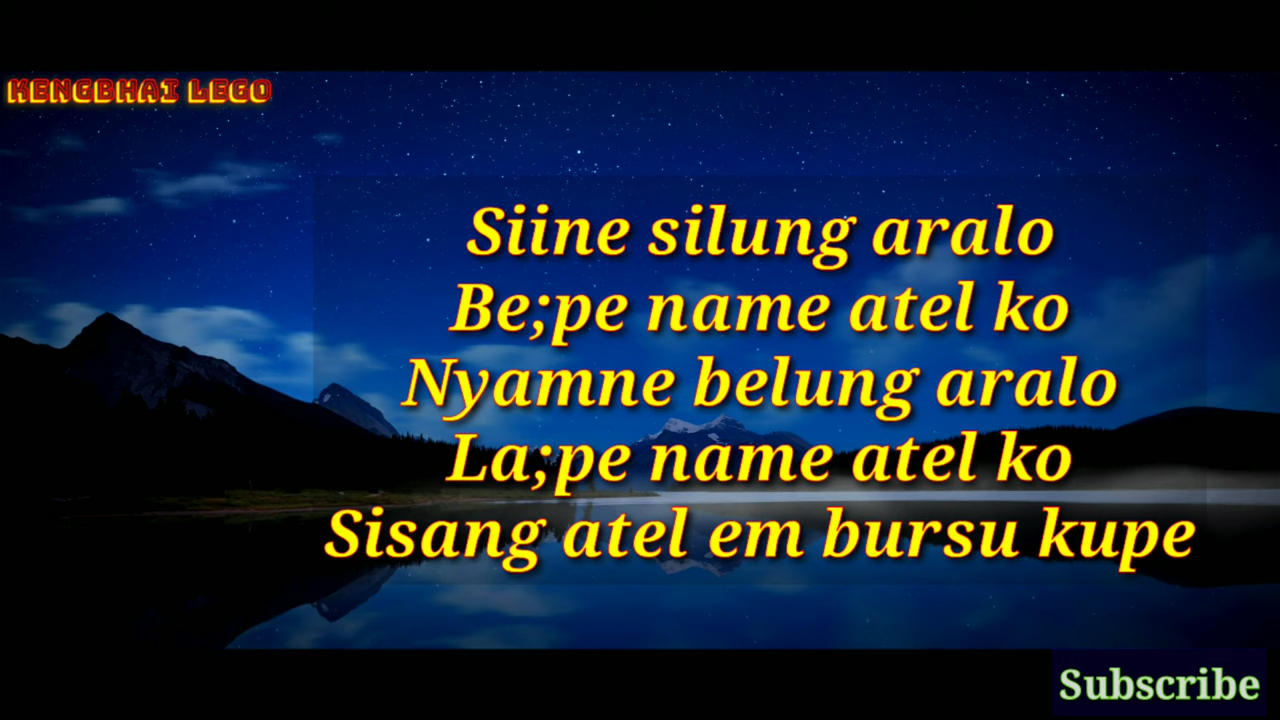 KENGBHAI LEGO
Siine silung aralo
Be;pe name atel ko
Nyamne belung aralo
La;pe name atel ko
Sisang atel em bursu kupe
Subscribe